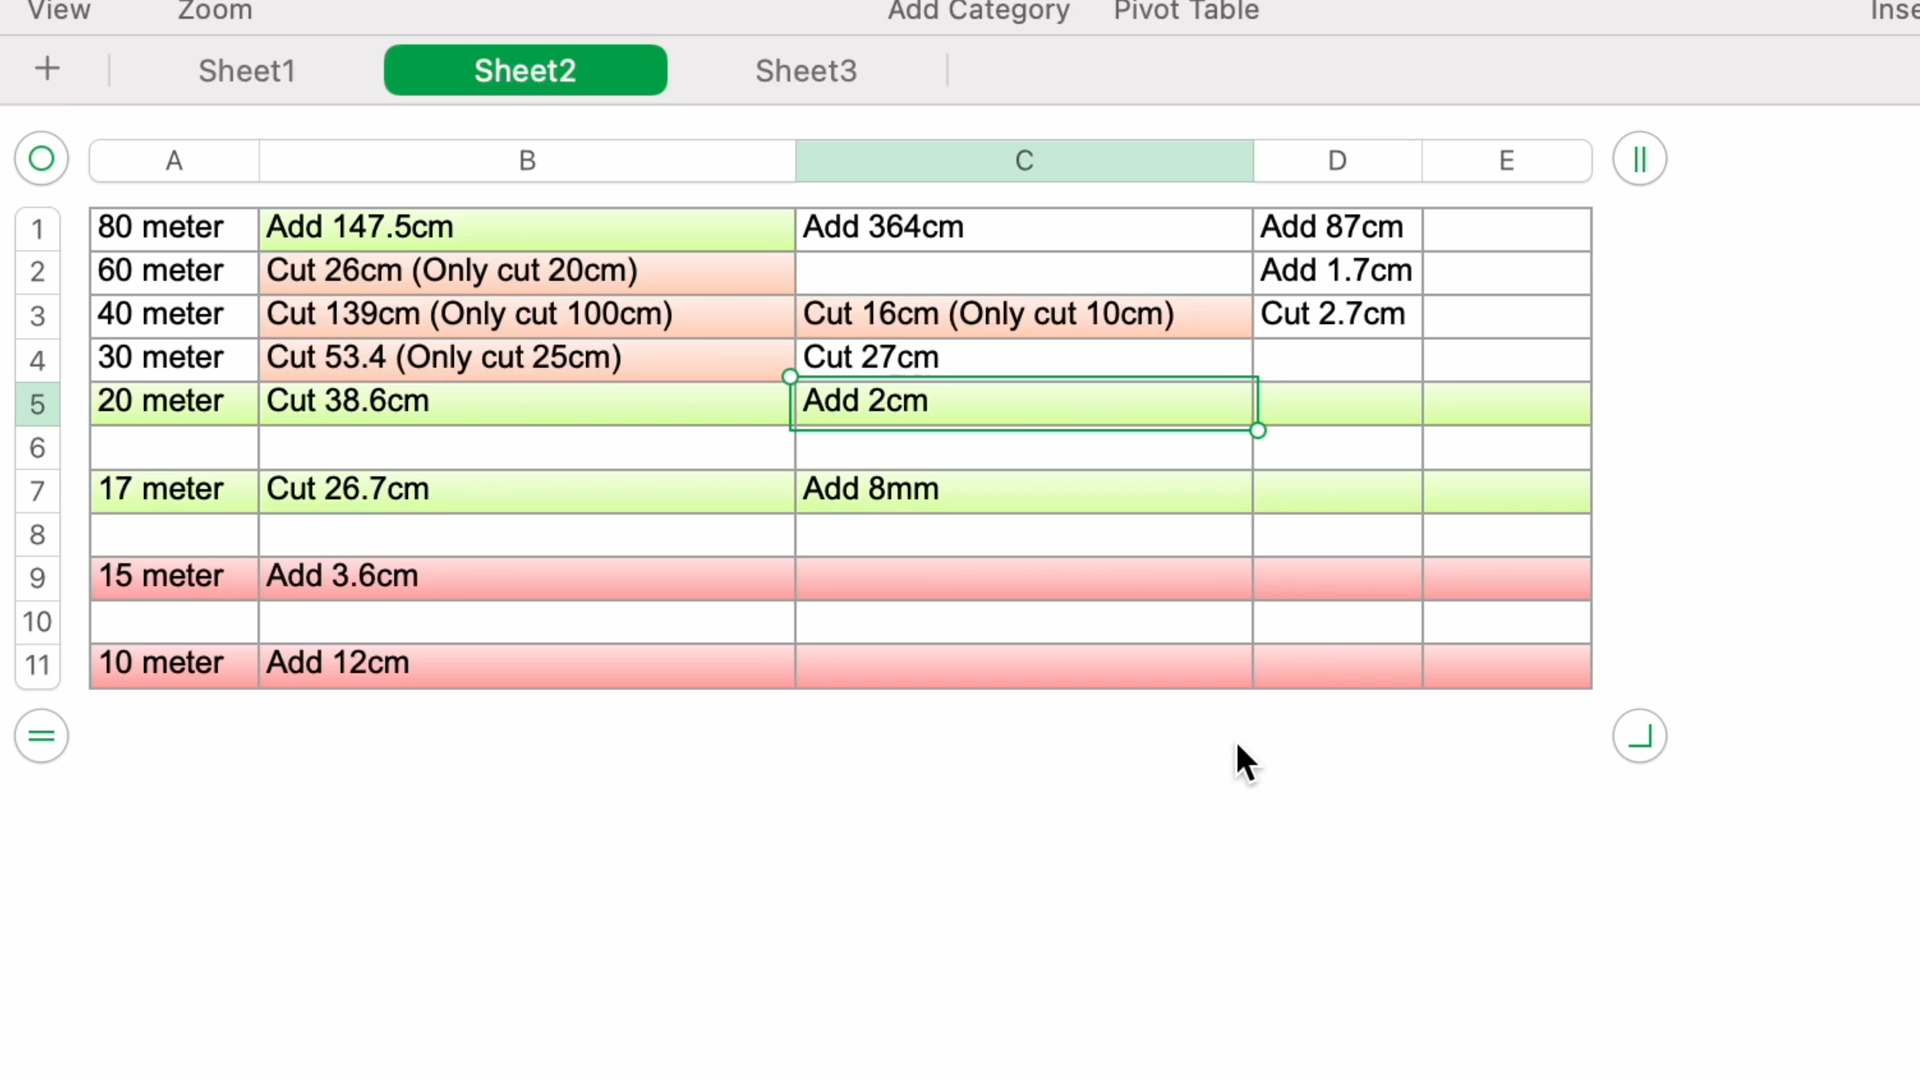 View Zoom Add Category Pivot Table
+ Sheet1 Sheet2 Sheet3
A B C D E
1 80 meter Add 147.5cm Add 364cm Add 87cm
2 60 meter Cut 26cm (Only cut 20cm) Add 1.7cm
3 40 meter Cut 139cm (Only cut 100cm) Cut 16cm (Only cut 10cm) Cut 2.7cm
4 30 meter Cut 53.4 (Only cut 25cm) Cut 27cm
5 20 meter Cut 38.6cm Add 2cm
6
7 17 meter Cut 26.7cm Add 8mm
8
9 15 meter Add 3.6cm
10
11 10 meter Add 12cm